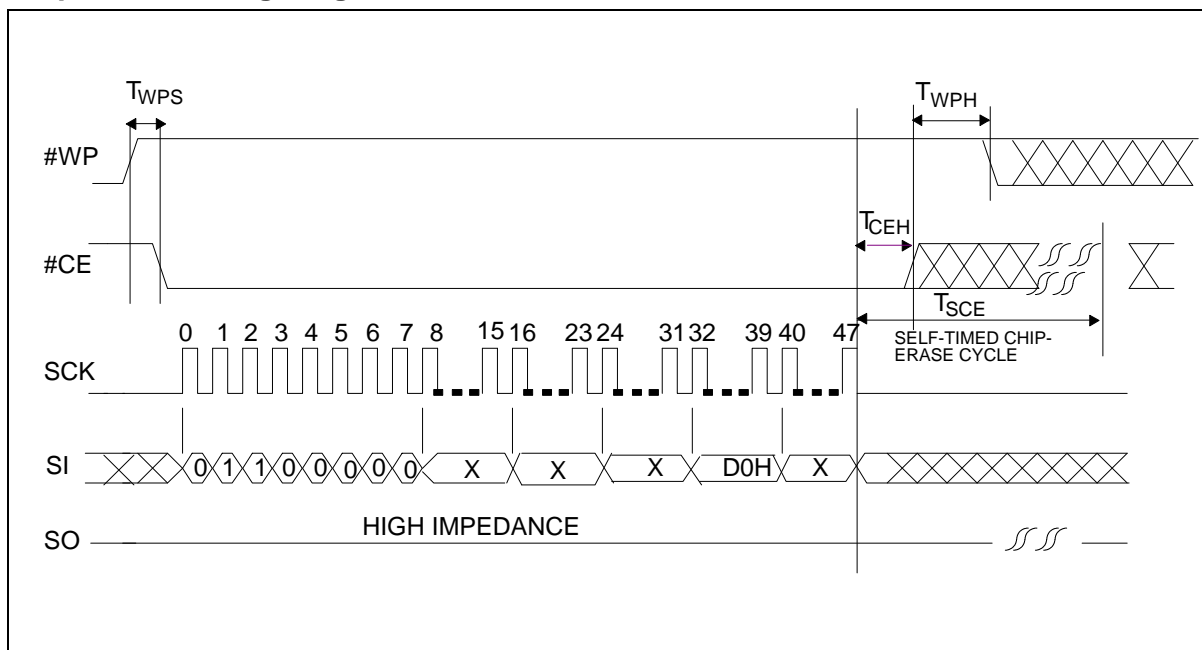 TWPS
TWPH
#WP
TCEH
#CE
TSCE
SELF-TIMED CHIP-
ERASE CYCLE
0 1 2 3 4 5 6 7 8 15 16 23 24 31 32 39 40 47
SCK
SI 0 1 1 0 0 0 0 0 X X X D0H X
HIGH IMPEDANCE
SO